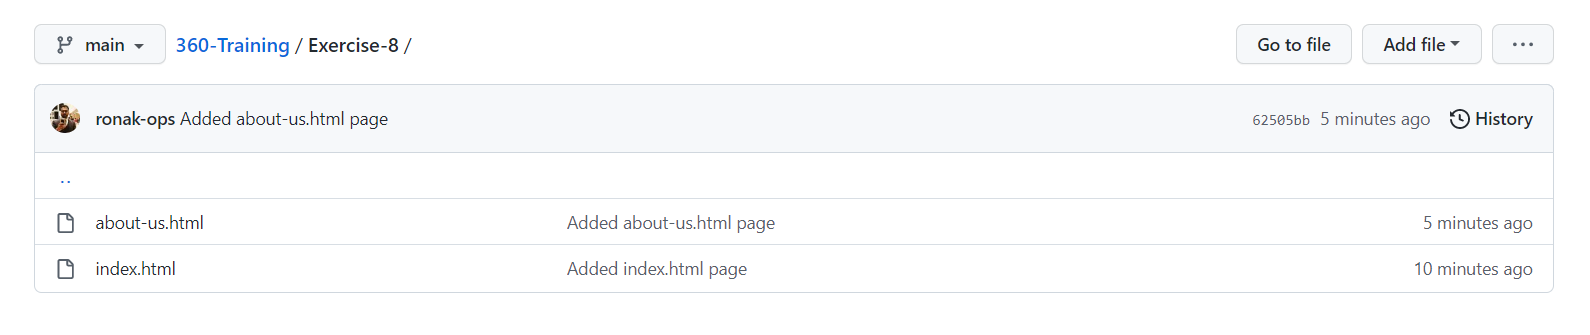 main 360-Training / Exercise-8 / Go to file Add file ...
ronak-ops Added about-us.html page 62505bb 5 minutes ago History
..
about-us.html Added about-us.html page 5 minutes ago
index.html Added index.html page 10 minutes ago